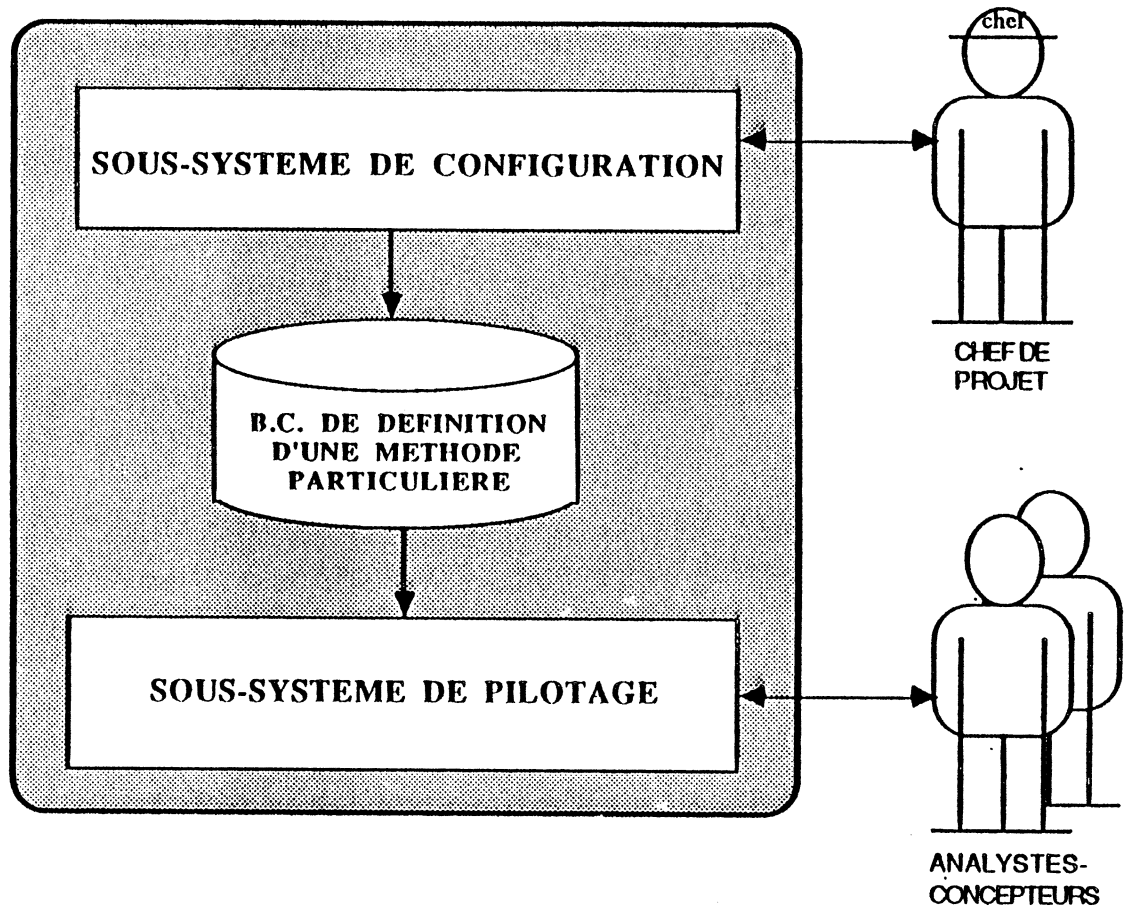 chef
SOUS-SYSTEME DE CONFIGURATION
CHEF DE
PROJET
B.C. DE DEFINITION
D'UNE METHODE
PARTICULIERE
SOUS-SYSTEME DE PILOTAGE
ANALYSTES-
CONCEPTEURS